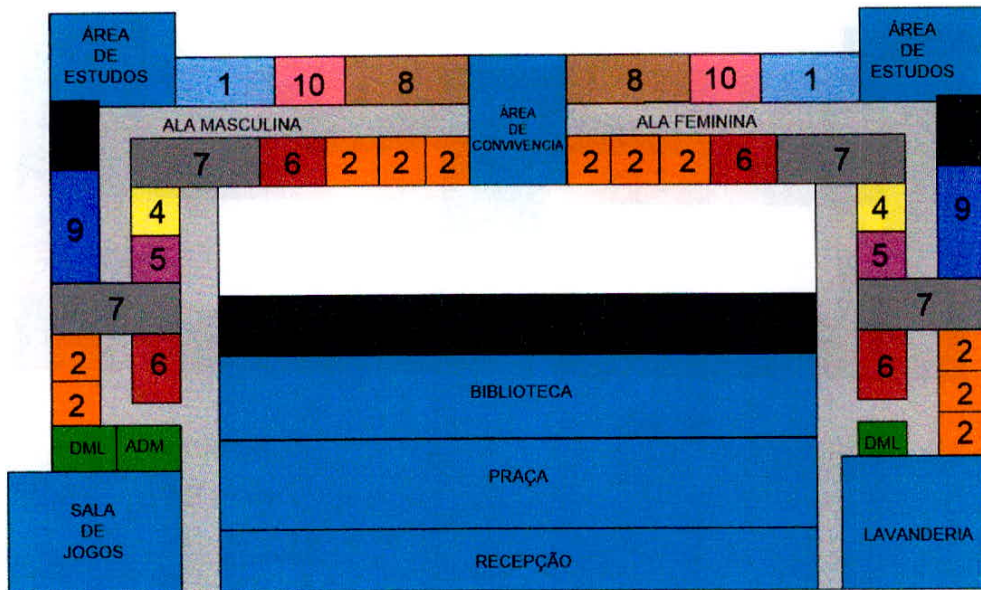 ÁREA
DE
ESTUDOS
1
10
8
ÁREA
DE
CONVIVENCIA
8
10
1
ÁREA
DE
ESTUDOS
ALA MASCULINA
ALA FEMININA
7
6
2
2
2
2
2
2
6
7
9
4
5
4
5
9
7
7
2
2
6
6
2
2
2
DML
ADM
DML
BIBLIOTECA
PRAÇA
RECEPÇÃO
SALA
DE
JOGOS
LAVANDERIA